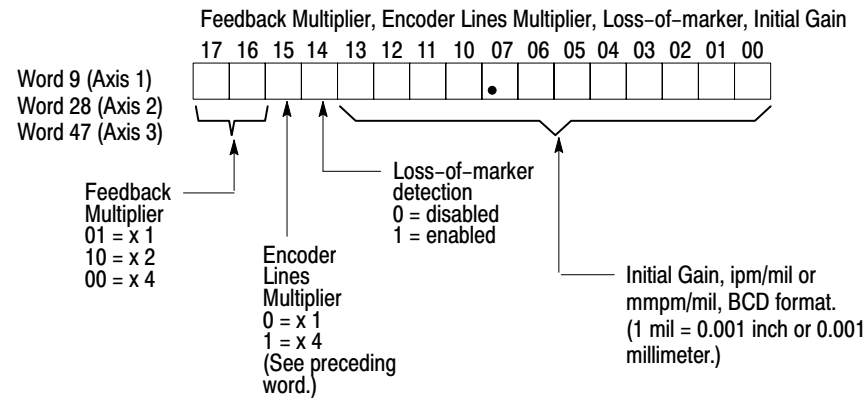 Feedback Multiplier, Encoder Lines Multiplier, Loss-of-marker, Initial Gain
17 16 15 14 13 12 11 10 07 06 05 04 03 02 01 00
Word 9 (Axis 1)
Word 28 (Axis 2)
Word 47 (Axis 3)
Feedback
Multiplier
01 = x 1
10 = x 2
00 = x 4
Encoder
Lines
Multiplier
0 = x 1
1 = x 4
(See preceding
word.)
Loss-of-marker
detection
0 = disabled
1 = enabled
Initial Gain, ipm/mil or
mmpm/mil, BCD format.
(1 mil = 0.001 inch or 0.001
millimeter.)